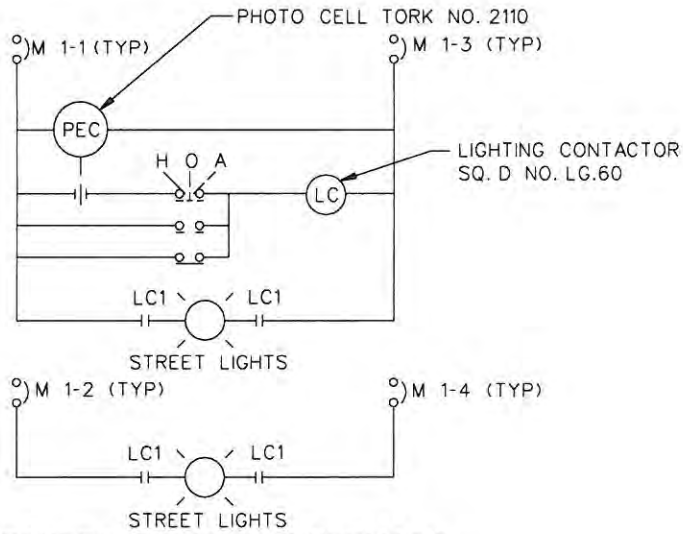 PHOTO CELL TORK NO. 2110
M 1-1 (TYP)
M 1-3 (TYP)
PEC
H O A
LIGHTING CONTACTOR
SQ. D NO. LG.60
LC
LC1
LC1
STREET LIGHTS
M 1-2 (TYP)
M 1-4 (TYP)
LC1
LC1
STREET LIGHTS